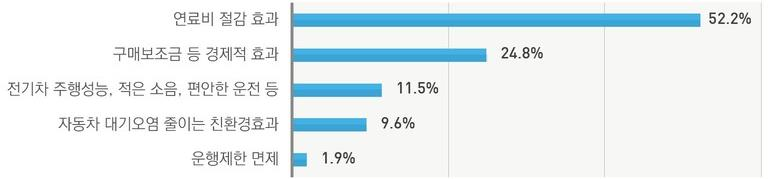 연료비 절감 효과 52.2%
구매보조금 등 경제적 효과 24.8%
전기차 주행성능, 적은 소음, 편안한 운전 등 11.5%
자동차 대기오염 줄이는 친환경효과 9.6%
운행제한 면제 1.9%